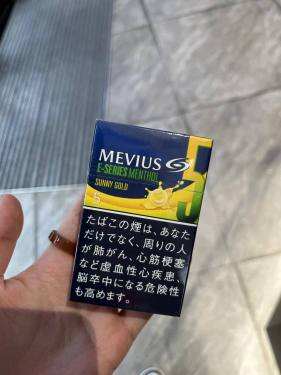 MEVIUS
E-SERIES MENTHOL
SUNNY GOLD
5
5
たばこの煙は、あなた
だけでなく、周りの人
が肺がん、心筋梗塞
など虚血性心疾患、
脳卒中になる危険性
も高めます。